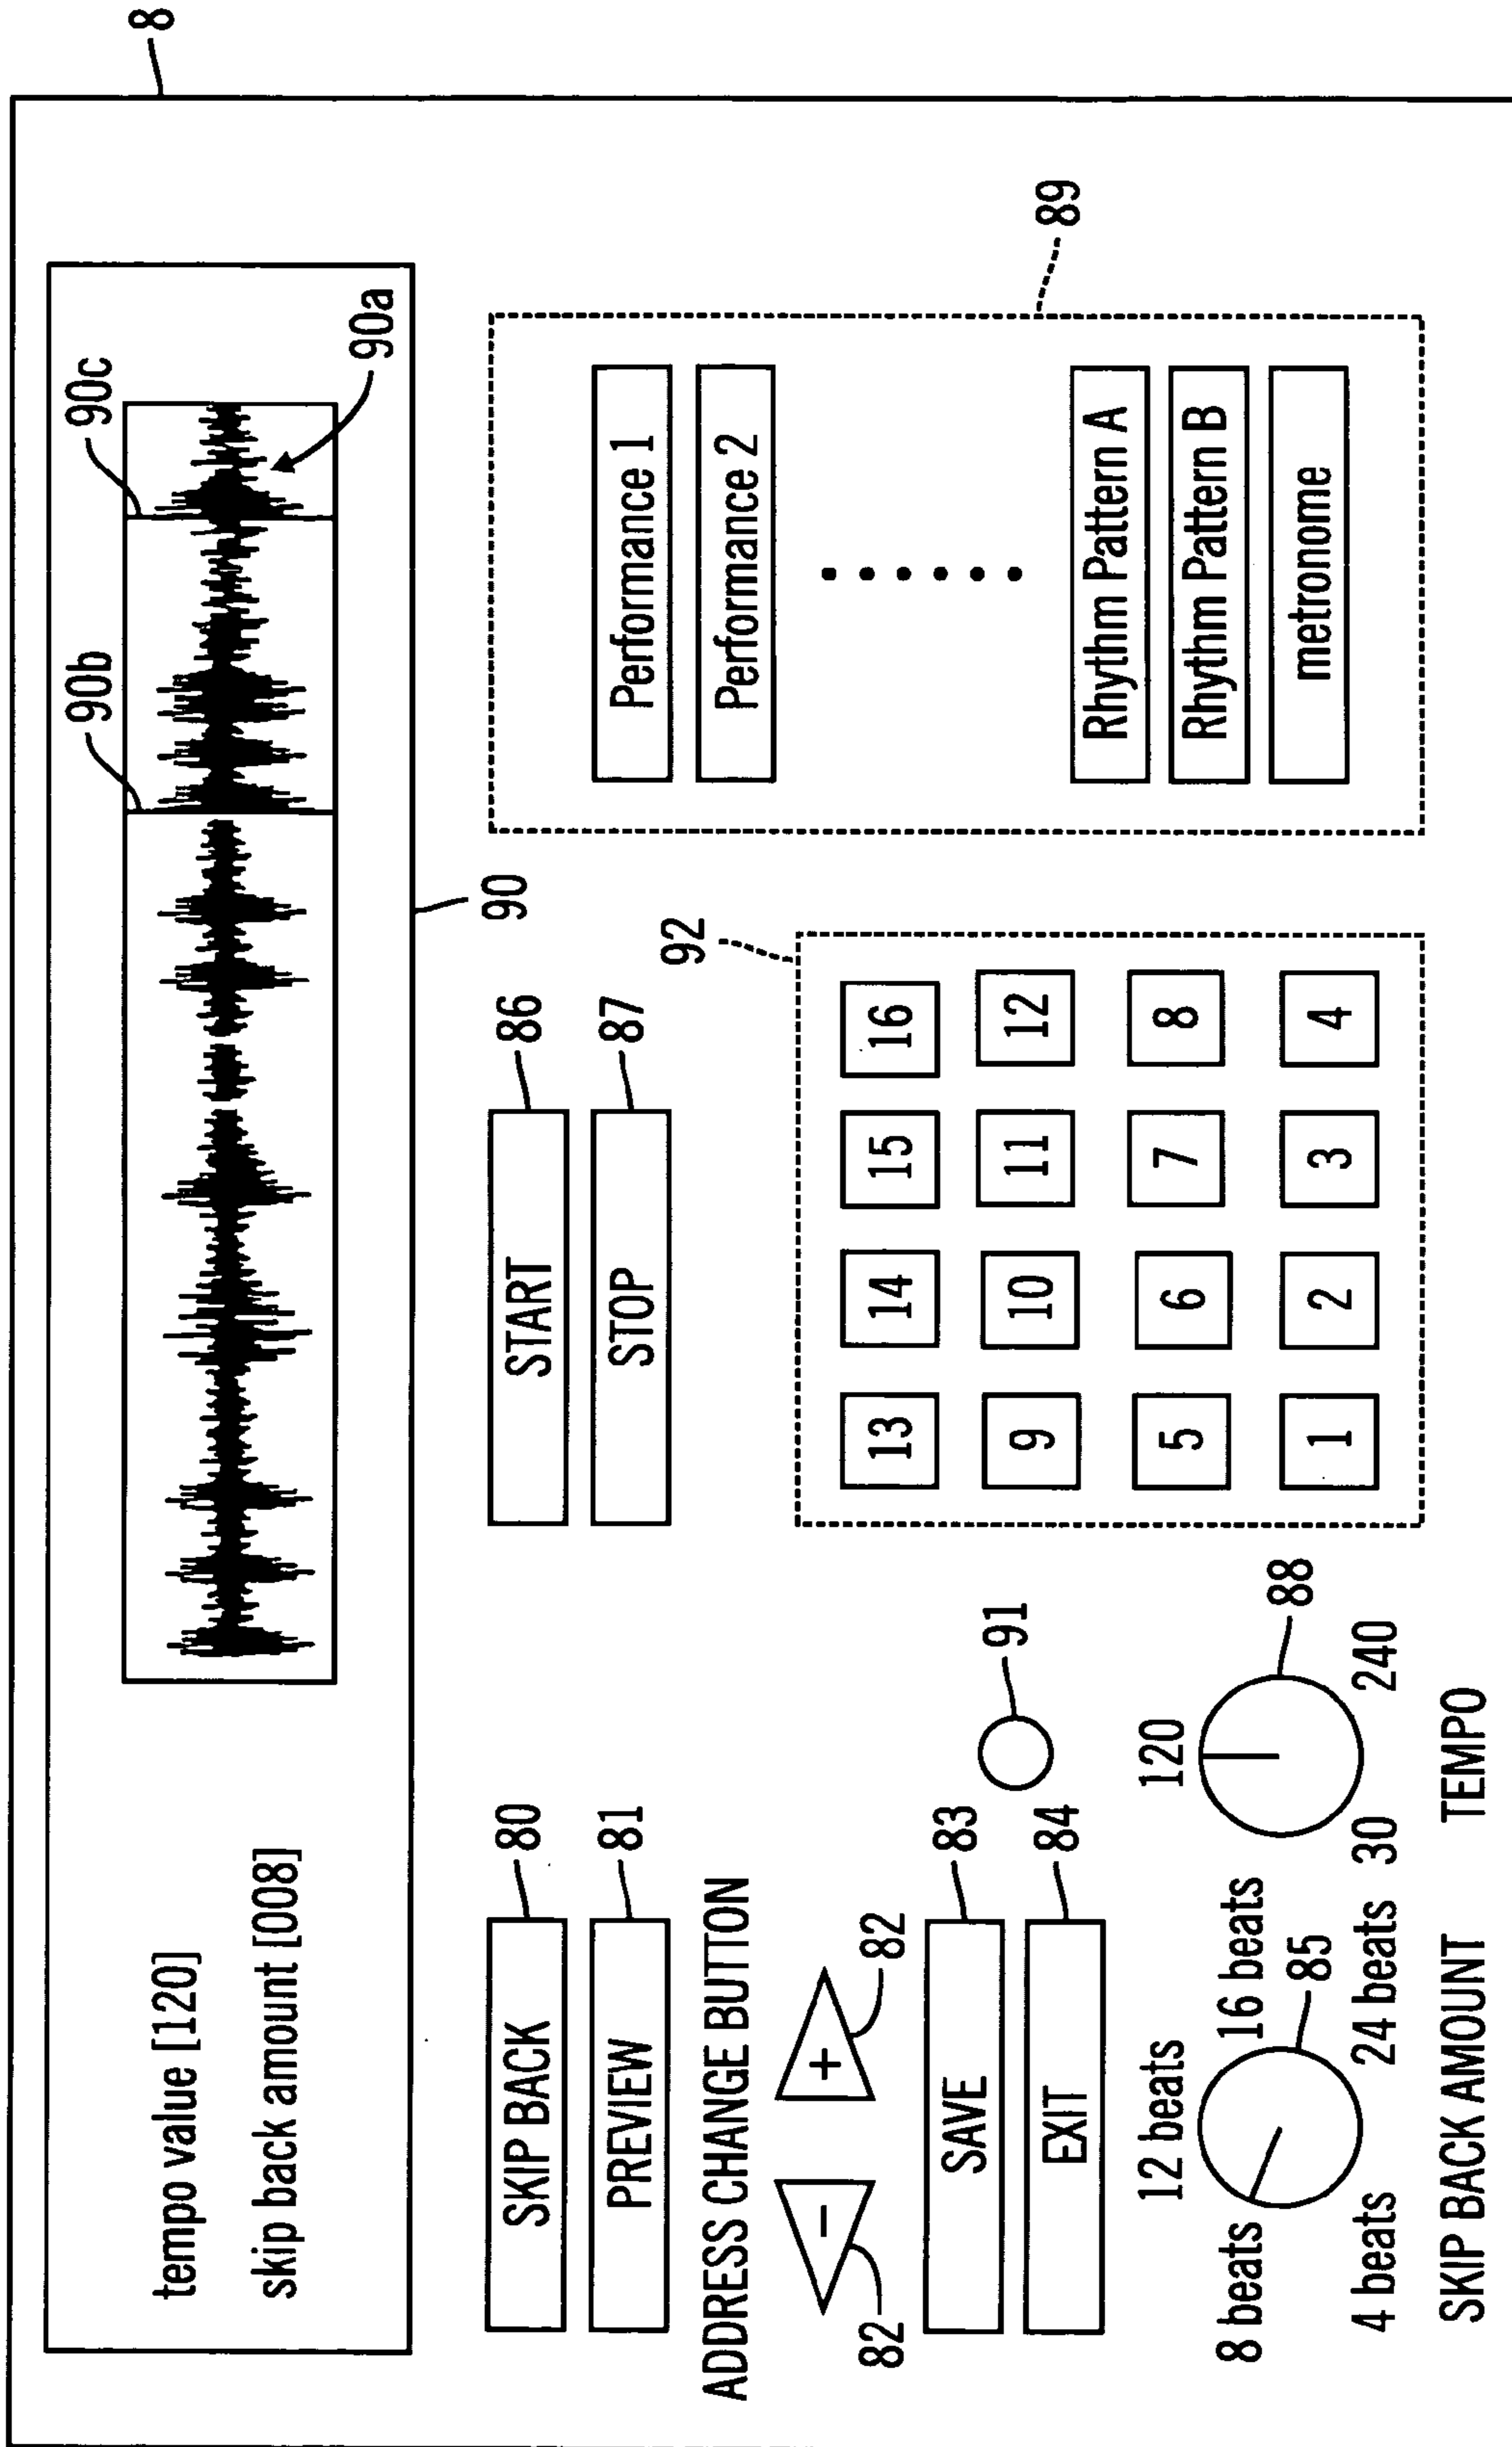 8
tempo value [120]
skip back amount [008]
90b
90c
90a
90
SKIP BACK
80
PREVIEW
81
START
86
STOP
87
ADDRESS CHANGE BUTTON
−
+
82
82
SAVE
83
EXIT
84
91
8 beats
12 beats
16 beats
4 beats
24 beats
85
SKIP BACK AMOUNT
120
30
240
88
TEMPO
92
13 14 15 16
9 10 11 12
5 6 7 8
1 2 3 4
89
Performance 1
Performance 2
Rhythm Pattern A
Rhythm Pattern B
metronome